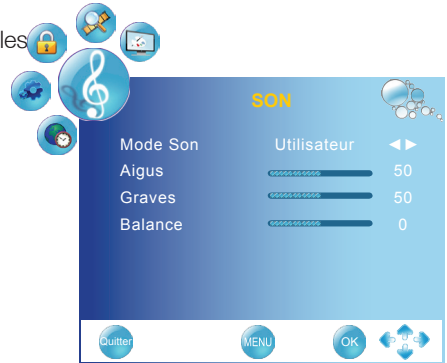 les
SON
Mode Son Utilisateur
Aigus 50
Graves 50
Balance 0
Quitter MENU OK